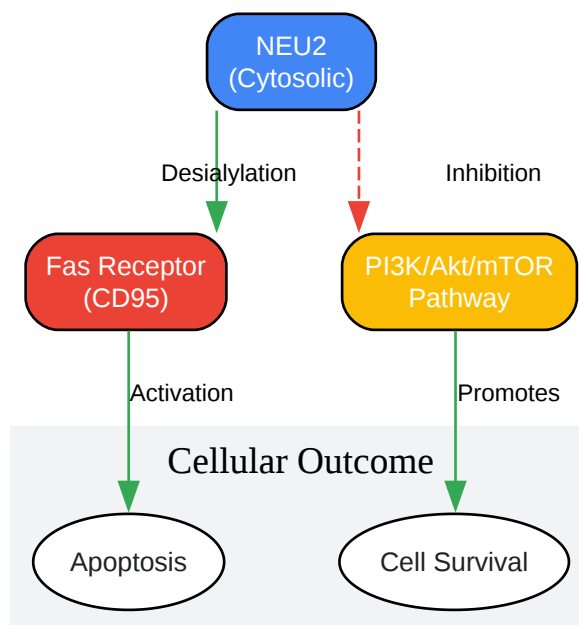 NEU2
(Cytosolic)
Desialylation
Inhibition
Fas Receptor
(CD95)
PI3K/Akt/mTOR
Pathway
Activation
Promotes
Cellular Outcome
Apoptosis
Cell Survival